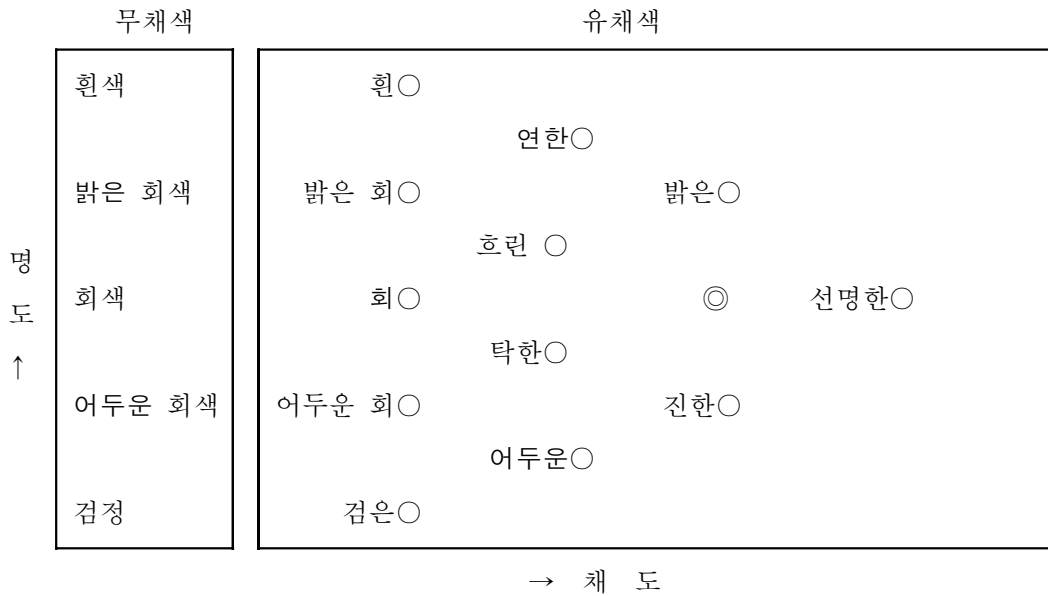 무채색 유채색
흰색 흰○
연한○
밝은 회색 밝은 회○ 밝은○
흐린 ○
명
도
↑
회색 회○ ◎ 선명한○
탁한○
어두운 회색 어두운 회○ 진한○
어두운○
검정 검은○
→ 채 도